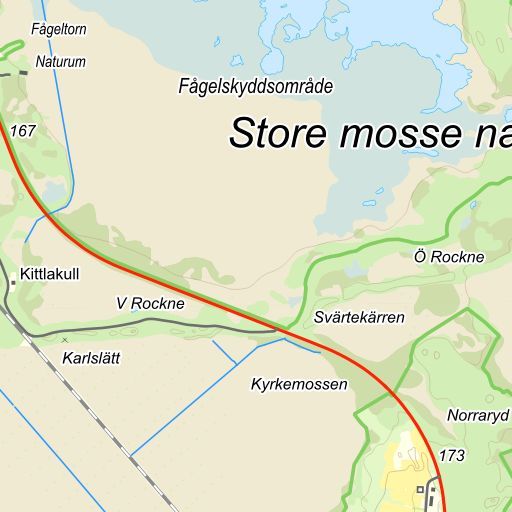 Fågeltorn
Naturum
Fågelskyddsområde
167
Store mosse na
Ö Rockne
Kittlakull
V Rockne
Svärtekärren
Karlslätt
Kyrkemossen
Norraryd
173